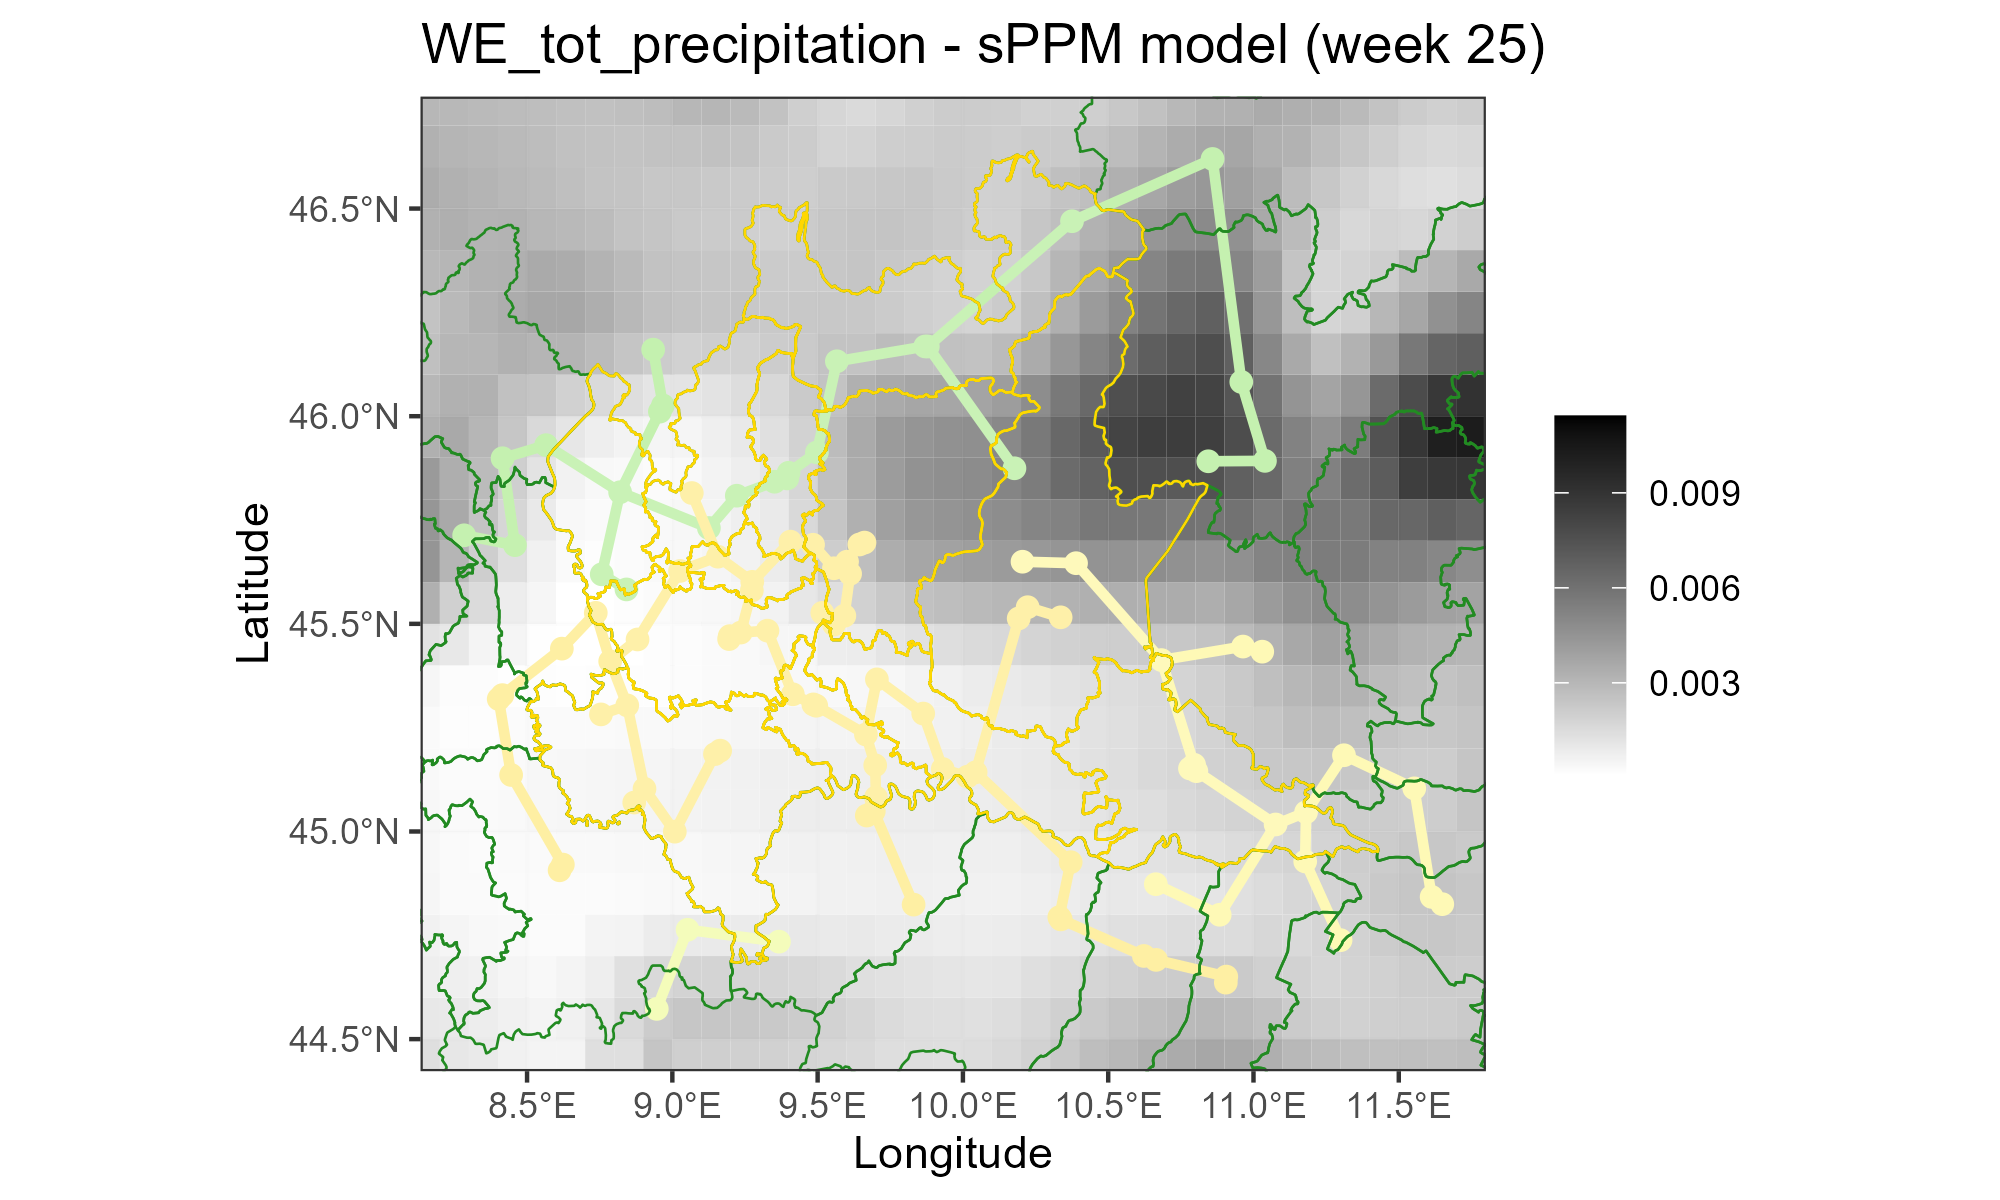 WE_tot_precipitation - sPPM model (week 25)
46.5°N
46.0°N
45.5°N
45.0°N
44.5°N
Latitude
8.5°E 9.0°E 9.5°E 10.0°E 10.5°E 11.0°E 11.5°E
Longitude
0.009
0.006
0.003